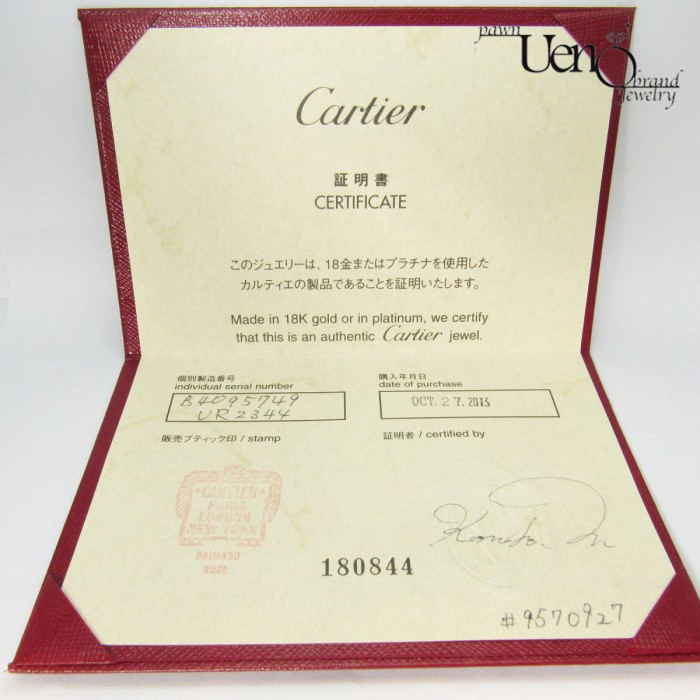 pawn
Ueno
brand
Jewelry
Cartier
証明書
CERTIFICATE
このジュエリーは、18金またはプラチナを使用した
カルティエの製品であることを証明いたします。
Made in 18K gold or in platinum, we certify
that this is an authentic Cartier jewel.
個別製造番号
individual serial number
B4095749
UR2344
購入年月日
date of purchase
OCT. 27. 2013
販売ブティック印 / stamp
証明者 / certified by
CARTIER
PARIS
LONDON
NEW YORK
DAIMARU
KOBE
180844
#9570927